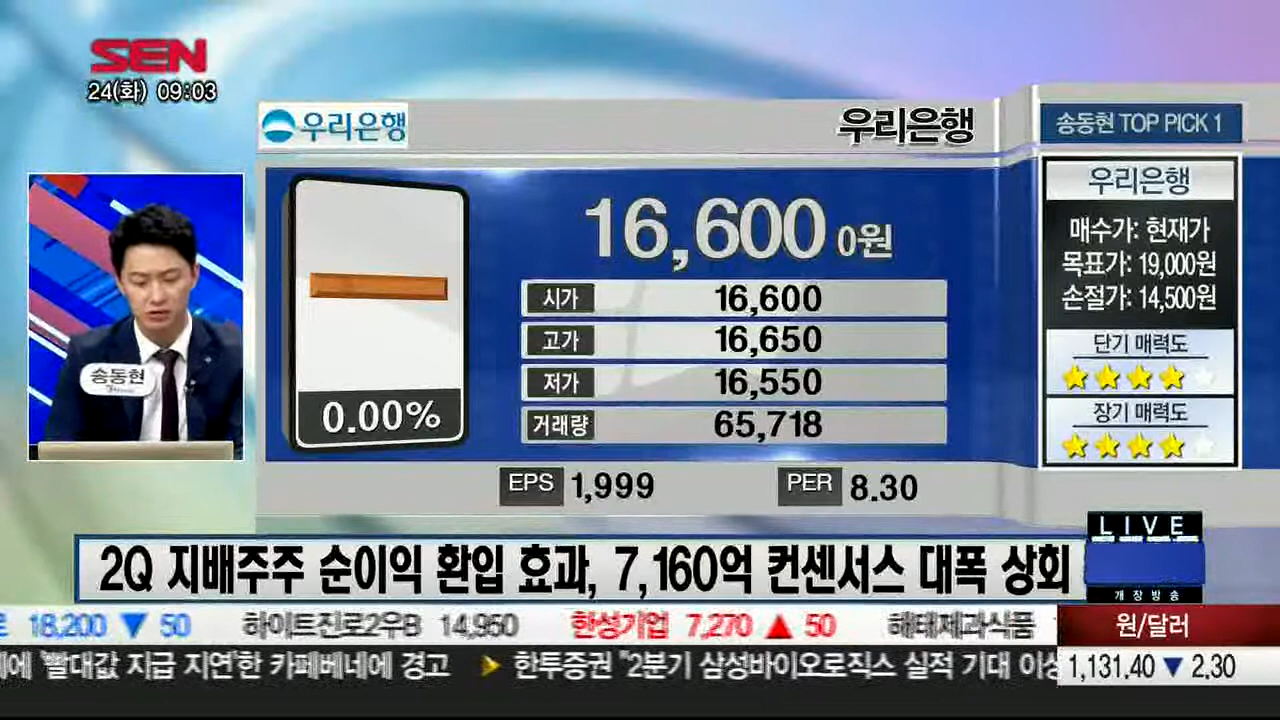 SEN
24(화) 09:03
우리은행
우리은행
송동현 TOP PICK 1
우리은행
매수가: 현재가
목표가: 19,000원
손절가: 14,500원
단기 매력도
장기 매력도
송동현
16,600 0원
시가 16,600
고가 16,650
저가 16,550
거래량 65,718
0.00%
EPS 1,999
PER 8.30
LIVE
개장방송
2Q 지배주주 순이익 환입 효과, 7,160억 컨센서스 대폭 상회
18,200 ▼ 50 하이트진로2우B 14,950 한성기업 7,270 ▲ 50 해태제과식품
원/달러
에 '빨대값 지급 지연'한 카페베네에 경고 한투증권 "2분기 삼성바이오로직스 실적 기대 이상
1,131.40 ▼ 2.30